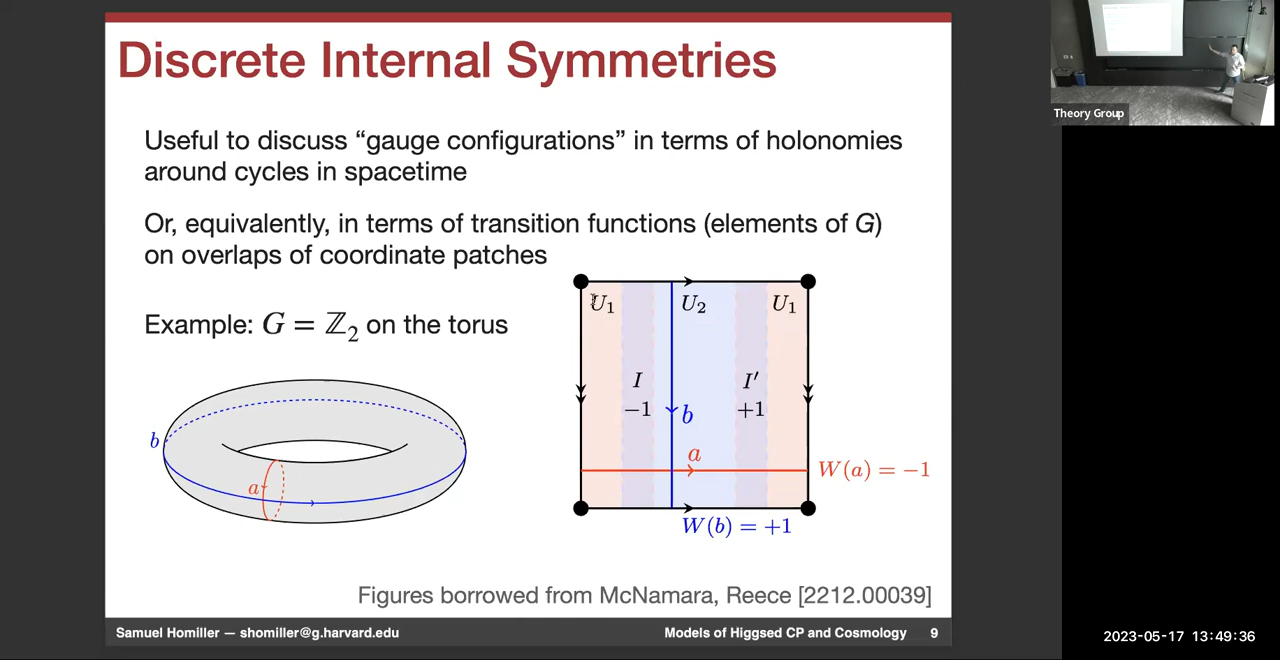 Discrete Internal Symmetries
Useful to discuss “gauge configurations” in terms of holonomies
around cycles in spacetime
Or, equivalently, in terms of transition functions (elements of G)
on overlaps of coordinate patches
Example: G = ℤ₂ on the torus
b
a
U₁
U₂
U₁
I
−1
I′
+1
b
a
W(a) = −1
W(b) = +1
Figures borrowed from McNamara, Reece [2212.00039]
Samuel Homiller — shomiller@g.harvard.edu
Models of Higgsed CP and Cosmology 9
Theory Group
2023-05-17 13:49:36